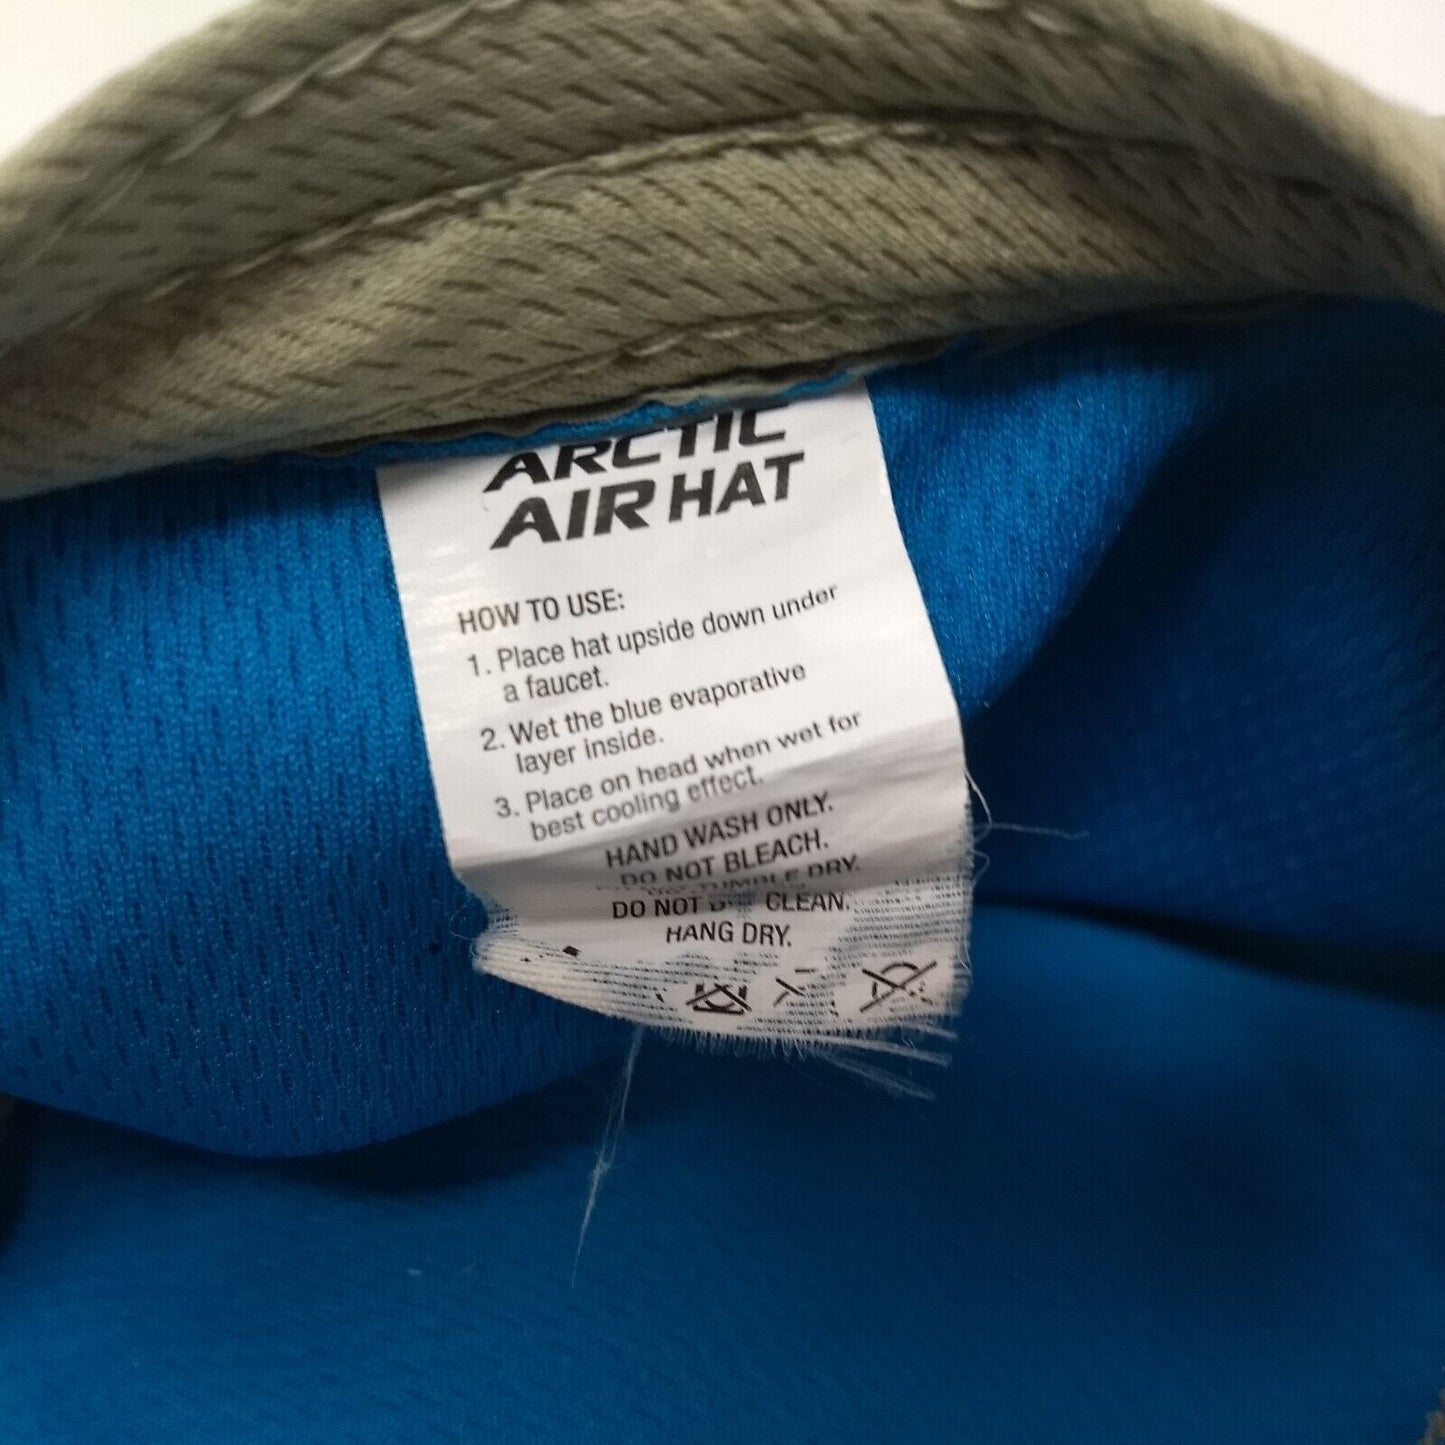 ARCTIC
AIR HAT
HOW TO USE:
1. Place hat upside down under
a faucet.
2. Wet the blue evaporative
layer inside.
3. Place on head when wet for
best cooling effect.
HAND WASH ONLY.
DO NOT BLEACH.
TUMBLE DRY.
DO NOT CLEAN.
HANG DRY.